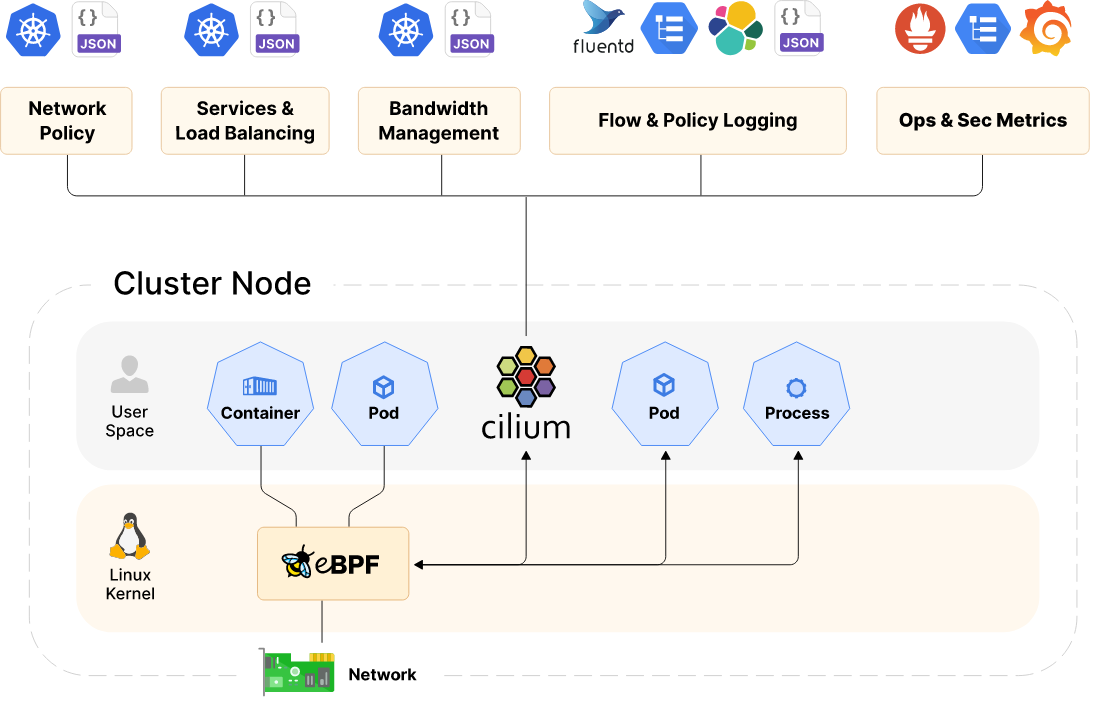 { }
JSON
{ }
JSON
{ }
JSON
fluentd
{ }
JSON
Network
Policy
Services &
Load Balancing
Bandwidth
Management
Flow & Policy Logging
Ops & Sec Metrics
Cluster Node
User
Space
Container
Pod
cilium
Pod
Process
Linux
Kernel
eBPF
Network